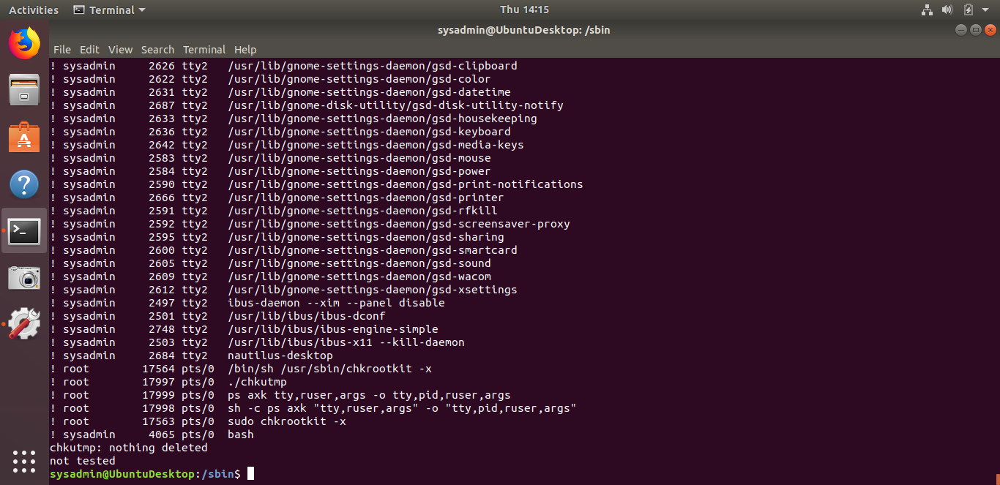 Activities Terminal Thu 14:15
sysadmin@UbuntuDesktop: /sbin
File Edit View Search Terminal Help
! sysadmin     2626 tty2   /usr/lib/gnome-settings-daemon/gsd-clipboard
! sysadmin     2622 tty2   /usr/lib/gnome-settings-daemon/gsd-color
! sysadmin     2631 tty2   /usr/lib/gnome-settings-daemon/gsd-datetime
! sysadmin     2687 tty2   /usr/lib/gnome-disk-utility/gsd-disk-utility-notify
! sysadmin     2633 tty2   /usr/lib/gnome-settings-daemon/gsd-housekeeping
! sysadmin     2636 tty2   /usr/lib/gnome-settings-daemon/gsd-keyboard
! sysadmin     2642 tty2   /usr/lib/gnome-settings-daemon/gsd-media-keys
! sysadmin     2583 tty2   /usr/lib/gnome-settings-daemon/gsd-mouse
! sysadmin     2584 tty2   /usr/lib/gnome-settings-daemon/gsd-power
! sysadmin     2590 tty2   /usr/lib/gnome-settings-daemon/gsd-print-notifications
! sysadmin     2666 tty2   /usr/lib/gnome-settings-daemon/gsd-printer
! sysadmin     2591 tty2   /usr/lib/gnome-settings-daemon/gsd-rfkill
! sysadmin     2592 tty2   /usr/lib/gnome-settings-daemon/gsd-screensaver-proxy
! sysadmin     2595 tty2   /usr/lib/gnome-settings-daemon/gsd-sharing
! sysadmin     2600 tty2   /usr/lib/gnome-settings-daemon/gsd-smartcard
! sysadmin     2605 tty2   /usr/lib/gnome-settings-daemon/gsd-sound
! sysadmin     2609 tty2   /usr/lib/gnome-settings-daemon/gsd-wacom
! sysadmin     2612 tty2   /usr/lib/gnome-settings-daemon/gsd-xsettings
! sysadmin     2497 tty2   ibus-daemon --xim --panel disable
! sysadmin     2501 tty2   /usr/lib/ibus/ibus-dconf
! sysadmin     2748 tty2   /usr/lib/ibus/ibus-engine-simple
! sysadmin     2503 tty2   /usr/lib/ibus/ibus-x11 --kill-daemon
! sysadmin     2684 tty2   nautilus-desktop
! root        17564 pts/0  /bin/sh /usr/sbin/chkrootkit -x
! root        17997 pts/0  ./chkutmp
! root        17999 pts/0  ps axk tty,ruser,args -o tty,pid,ruser,args
! root        17998 pts/0  sh -c ps axk "tty,ruser,args" -o "tty,pid,ruser,args"
! root        17563 pts/0  sudo chkrootkit -x
! sysadmin     4065 pts/0  bash
chkutmp: nothing deleted
not tested
sysadmin@UbuntuDesktop:/sbin$